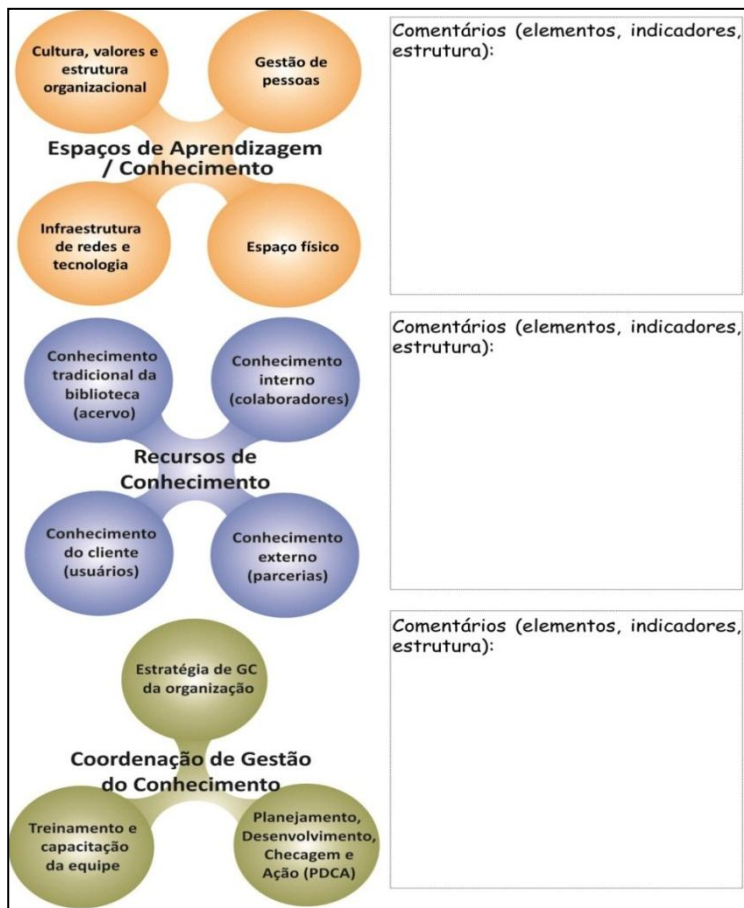 Cultura, valores e
estrutura
organizacional
Gestão de
pessoas
Espaços de Aprendizagem
/ Conhecimento
Infraestrutura
de redes e
tecnologia
Espaço físico
Comentários (elementos, indicadores,
estrutura):
Conhecimento
tradicional da
biblioteca
(acervo)
Conhecimento
interno
(colaboradores)
Recursos de
Conhecimento
Conhecimento
do cliente
(usuários)
Conhecimento
externo
(parcerias)
Comentários (elementos, indicadores,
estrutura):
Estratégia de GC
da organização
Coordenação de Gestão
do Conhecimento
Treinamento e
capacitação
da equipe
Planejamento,
Desenvolvimento,
Checagem e
Ação (PDCA)
Comentários (elementos, indicadores,
estrutura):